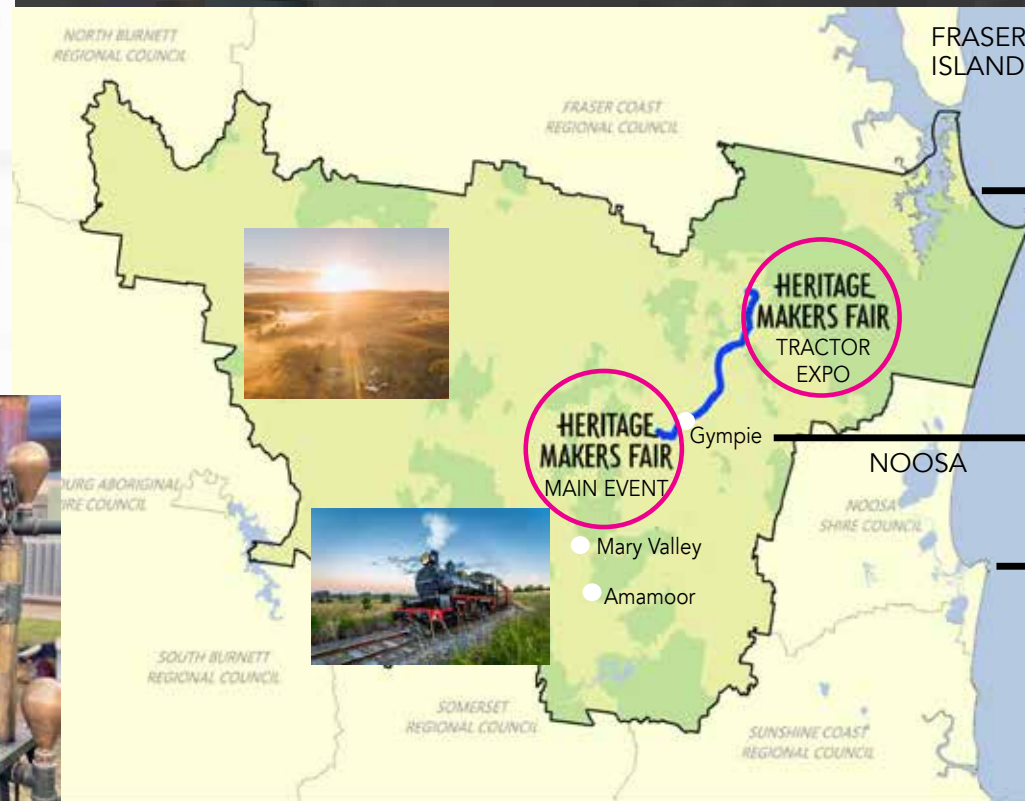 NORTH BURNETT
REGIONAL COUNCIL
FRASER
ISLAND
FRASER COAST
REGIONAL COUNCIL
HERITAGE
MAKERS FAIR
TRACTOR
EXPO
HERITAGE
MAKERS FAIR
MAIN EVENT
Gympie
NOOSA
NOOSA
SHIRE COUNCIL
URG ABORIGINAL
IRE COUNCIL
Mary Valley
Amamoor
SOUTH BURNETT
REGIONAL COUNCIL
SOMERSET
REGIONAL COUNCIL
SUNSHINE COAST
REGIONAL COUNCIL